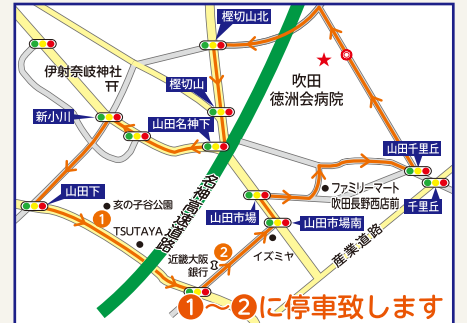 樫切山北
伊射奈岐神社
樫切山
吹田
徳洲会病院
新小川
山田名神下
山田千里丘
名神高速道路
山田下
亥の子谷公園
ファミリーマート
吹田長野西店前
千里丘
1
TSUTAYA
山田市場
山田市場南
近畿大阪
銀行
2
イズミヤ
産業道路
1〜2に停車致します